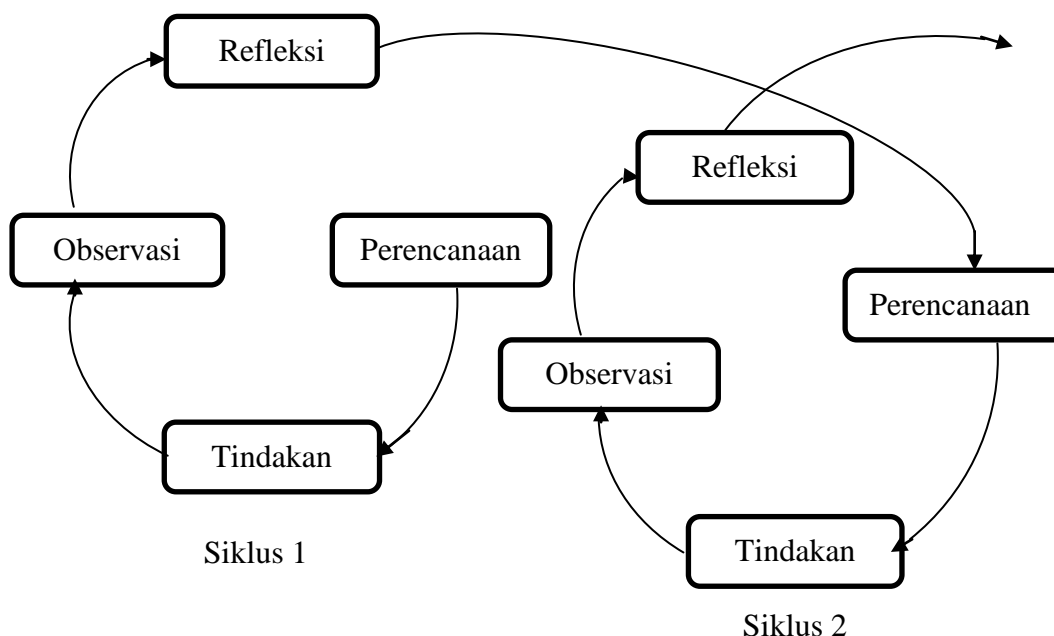 Refleksi
Refleksi
Observasi
Perencanaan
Perencanaan
Observasi
Tindakan
Tindakan
Siklus 1
Siklus 2